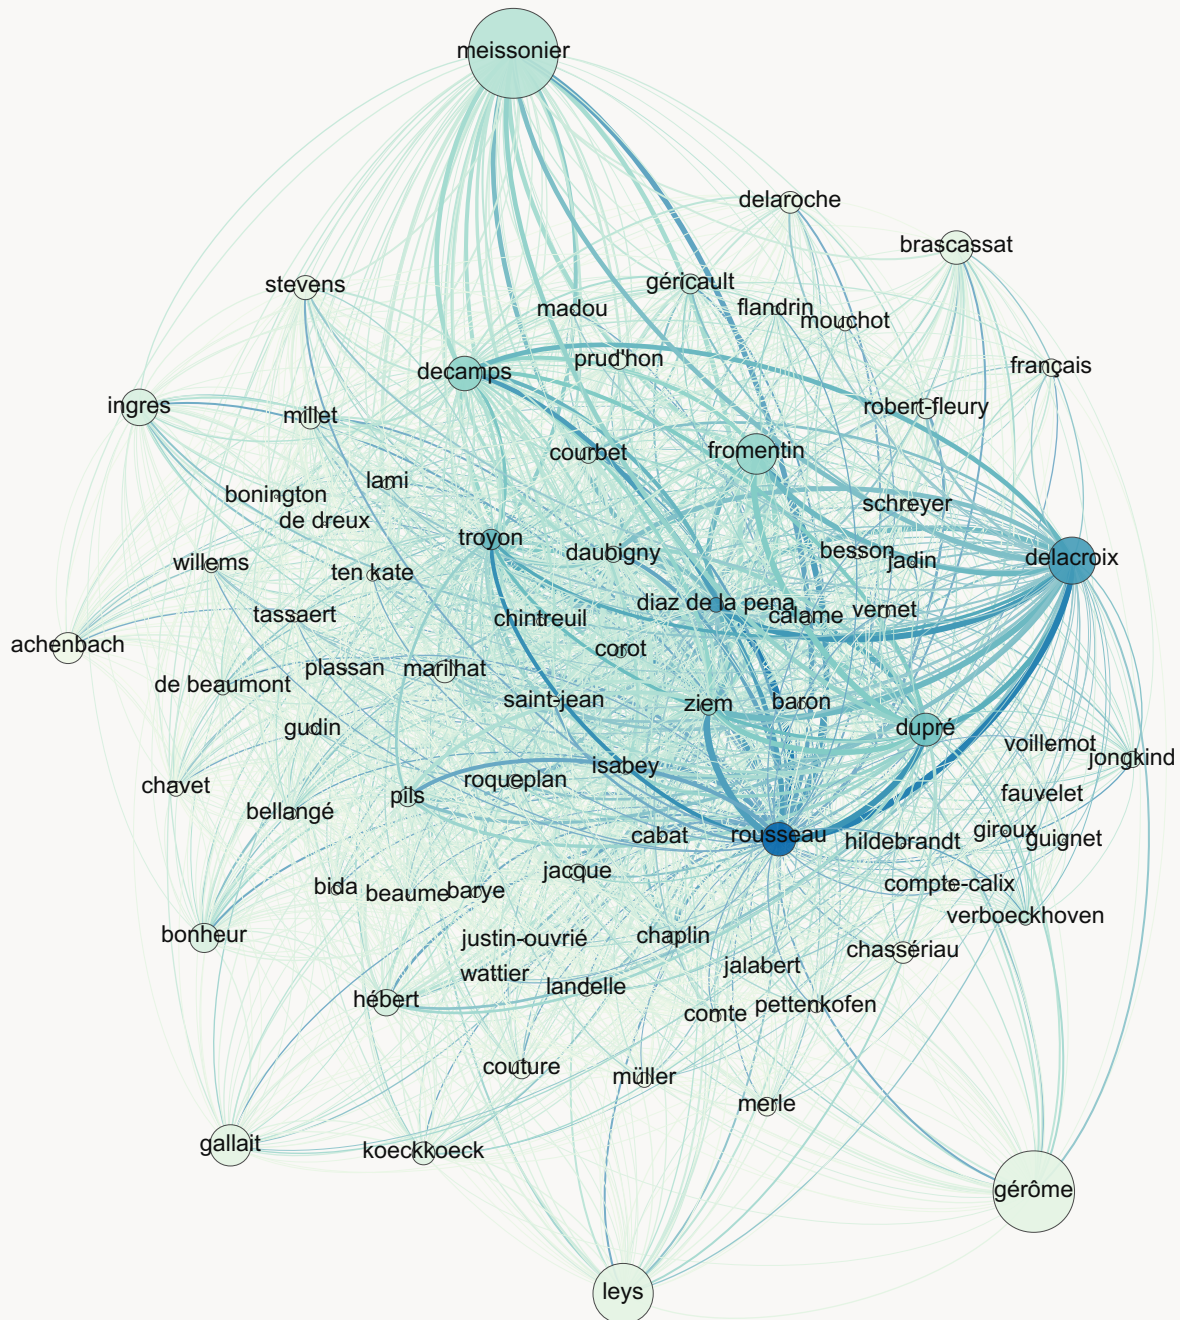 meissonier
delaroche
brascassat
stevens
géricault
madou
flandrin
mouchot
prud'hon
français
decamps
ingres
millet
robert-fleury
courbet
fromentin
lami
bonington
schreyer
de dreux
troyon
daubigny
besson
jadin
delacroix
willems
ten kate
diaz de la pena
calame
vernet
tassaert
chintreuil
achenbach
corot
plassan
marilhat
de beaumont
saint-jean
ziem
baron
gudin
dupré
voillemot
jongkind
isabey
roqueplan
chavet
pils
fauvelet
bellangé
cabat
rousseau
hildebrandt
giroux
guignet
jacque
bida
beaume
barye
compte-calix
verboeckhoven
bonheur
justin-ouvrié
chaplin
chassériau
wattier
jalabert
landelle
hébert
comte
pettenkofen
couture
müller
merle
gallait
koeckkoeck
gérôme
leys